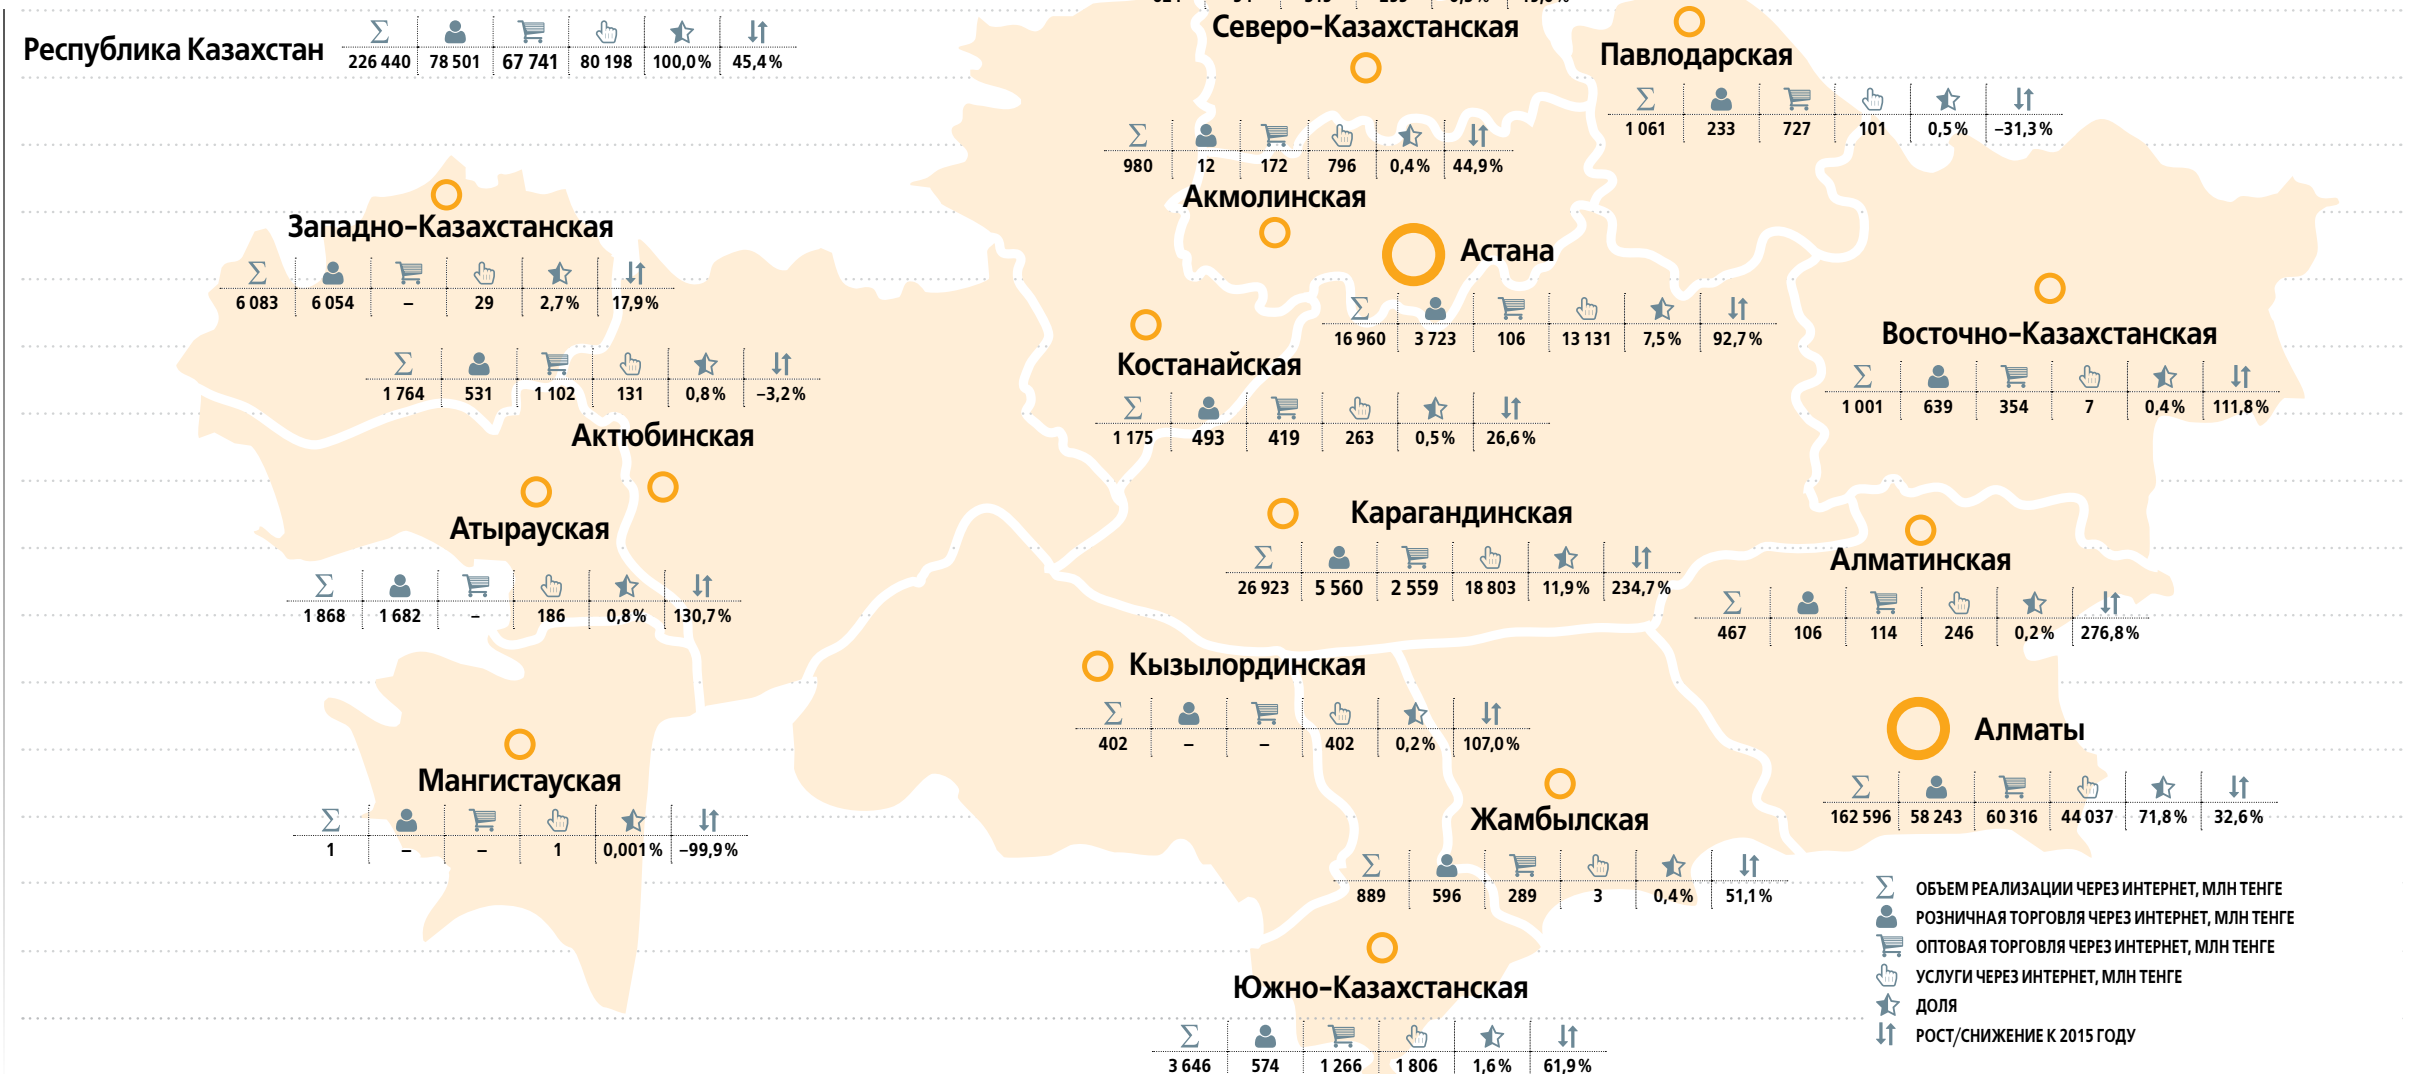 Республика Казахстан
226 440 78 501 67 741 80 198 100,0% 45,4%
Северо-Казахстанская
Павлодарская
1 061 233 727 101 0,5% –31,3%
980 12 172 796 0,4% 44,9%
Акмолинская
Западно-Казахстанская
6 083 6 054 – 29 2,7% 17,9%
Астана
16 960 3 723 106 13 131 7,5% 92,7%
Восточно-Казахстанская
1 001 639 354 7 0,4% 111,8%
1 764 531 1 102 131 0,8% –3,2%
Актюбинская
Костанайская
1 175 493 419 263 0,5% 26,6%
Атырауская
1 868 1 682 – 186 0,8% 130,7%
Карагандинская
26 923 5 560 2 559 18 803 11,9% 234,7%
Алматинская
467 106 114 246 0,2% 276,8%
Кызылординская
402 – – 402 0,2% 107,0%
Мангистауская
1 – – 1 0,001% –99,9%
Алматы
162 596 58 243 60 316 44 037 71,8% 32,6%
Жамбылская
889 596 289 3 0,4% 51,1%
Южно-Казахстанская
3 646 574 1 266 1 806 1,6% 61,9%
Σ ОБЪЕМ РЕАЛИЗАЦИИ ЧЕРЕЗ ИНТЕРНЕТ, МЛН ТЕНГЕ
РОЗНИЧНАЯ ТОРГОВЛЯ ЧЕРЕЗ ИНТЕРНЕТ, МЛН ТЕНГЕ
ОПТОВАЯ ТОРГОВЛЯ ЧЕРЕЗ ИНТЕРНЕТ, МЛН ТЕНГЕ
УСЛУГИ ЧЕРЕЗ ИНТЕРНЕТ, МЛН ТЕНГЕ
ДОЛЯ
РОСТ/СНИЖЕНИЕ К 2015 ГОДУ